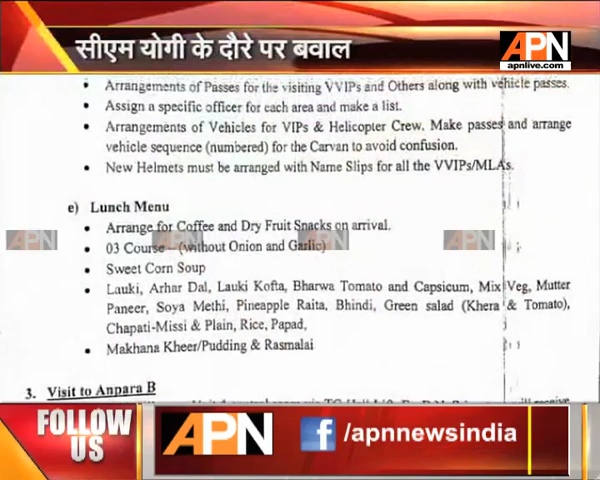 सीएम योगी के दौरे पर बवाल
APN
apnlive.com
• Arrangements of Passes for the visiting VVIPs and Others along with vehicle passes.
• Assign a specific officer for each area and make a list.
• Arrangements of Vehicles for VIPs & Helicopter Crew. Make passes and arrange
vehicle sequence (numbered) for the Carvan to avoid confusion.
• New Helmets must be arranged with Name Slips for all the VVIPs/MLAs.
e) Lunch Menu
• Arrange for Coffee and Dry Fruit Snacks on arrival.
APN APN APN
• 03 Course – (without Onion and Garlic)
• Sweet Corn Soup
• Lauki, Arhar Dal, Lauki Kofta, Bharwa Tomato and Capsicum, Mix Veg, Mutter
Paneer, Soya Methi, Pineapple Raita, Bhindi, Green salad (Khera & Tomato),
Chapati-Missi & Plain, Rice, Papad,
• Makhana Kheer/Pudding & Rasmalai
3. Visit to Anpara B
FOLLOW
US
APN
f /apnnewsindia